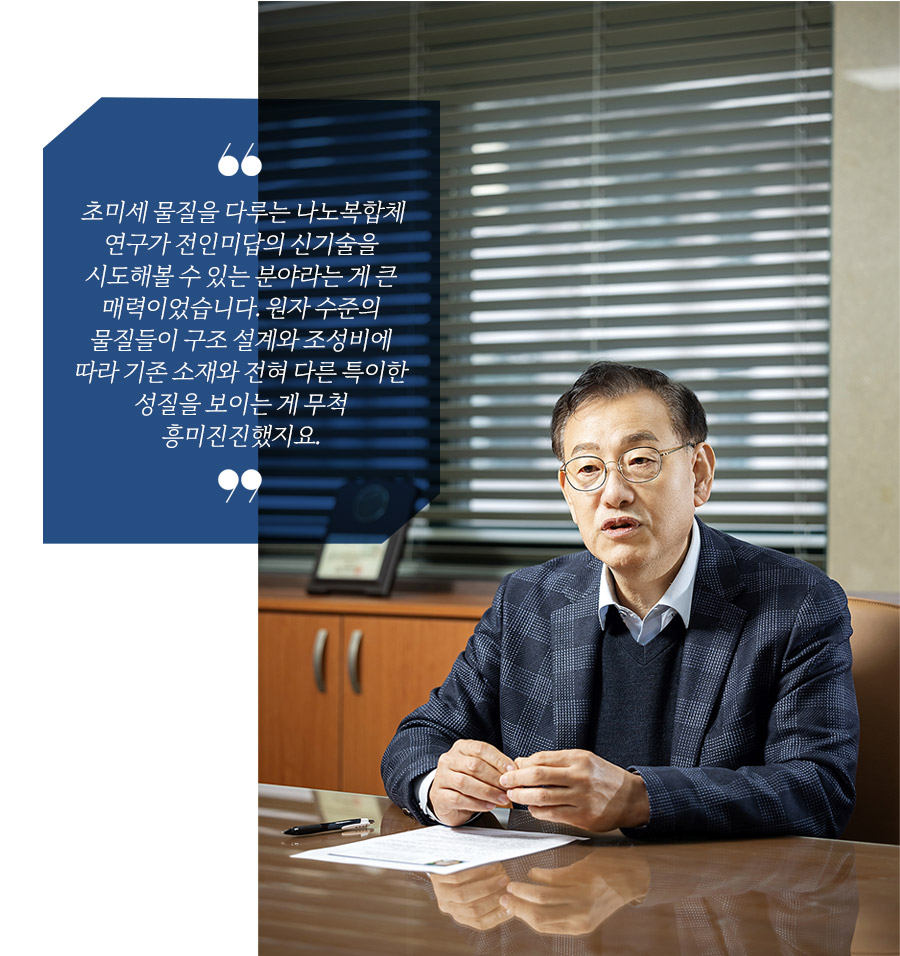 초미세 물질을 다루는 나노복합체
연구가 전인미답의 신기술을
시도해볼 수 있는 분야라는 게 큰
매력이었습니다. 원자 수준의
물질들이 구조 설계와 조성비에
따라 기존 소재와 전혀 다른 특이한
성질을 보이는 게 무척
흥미진진했지요.